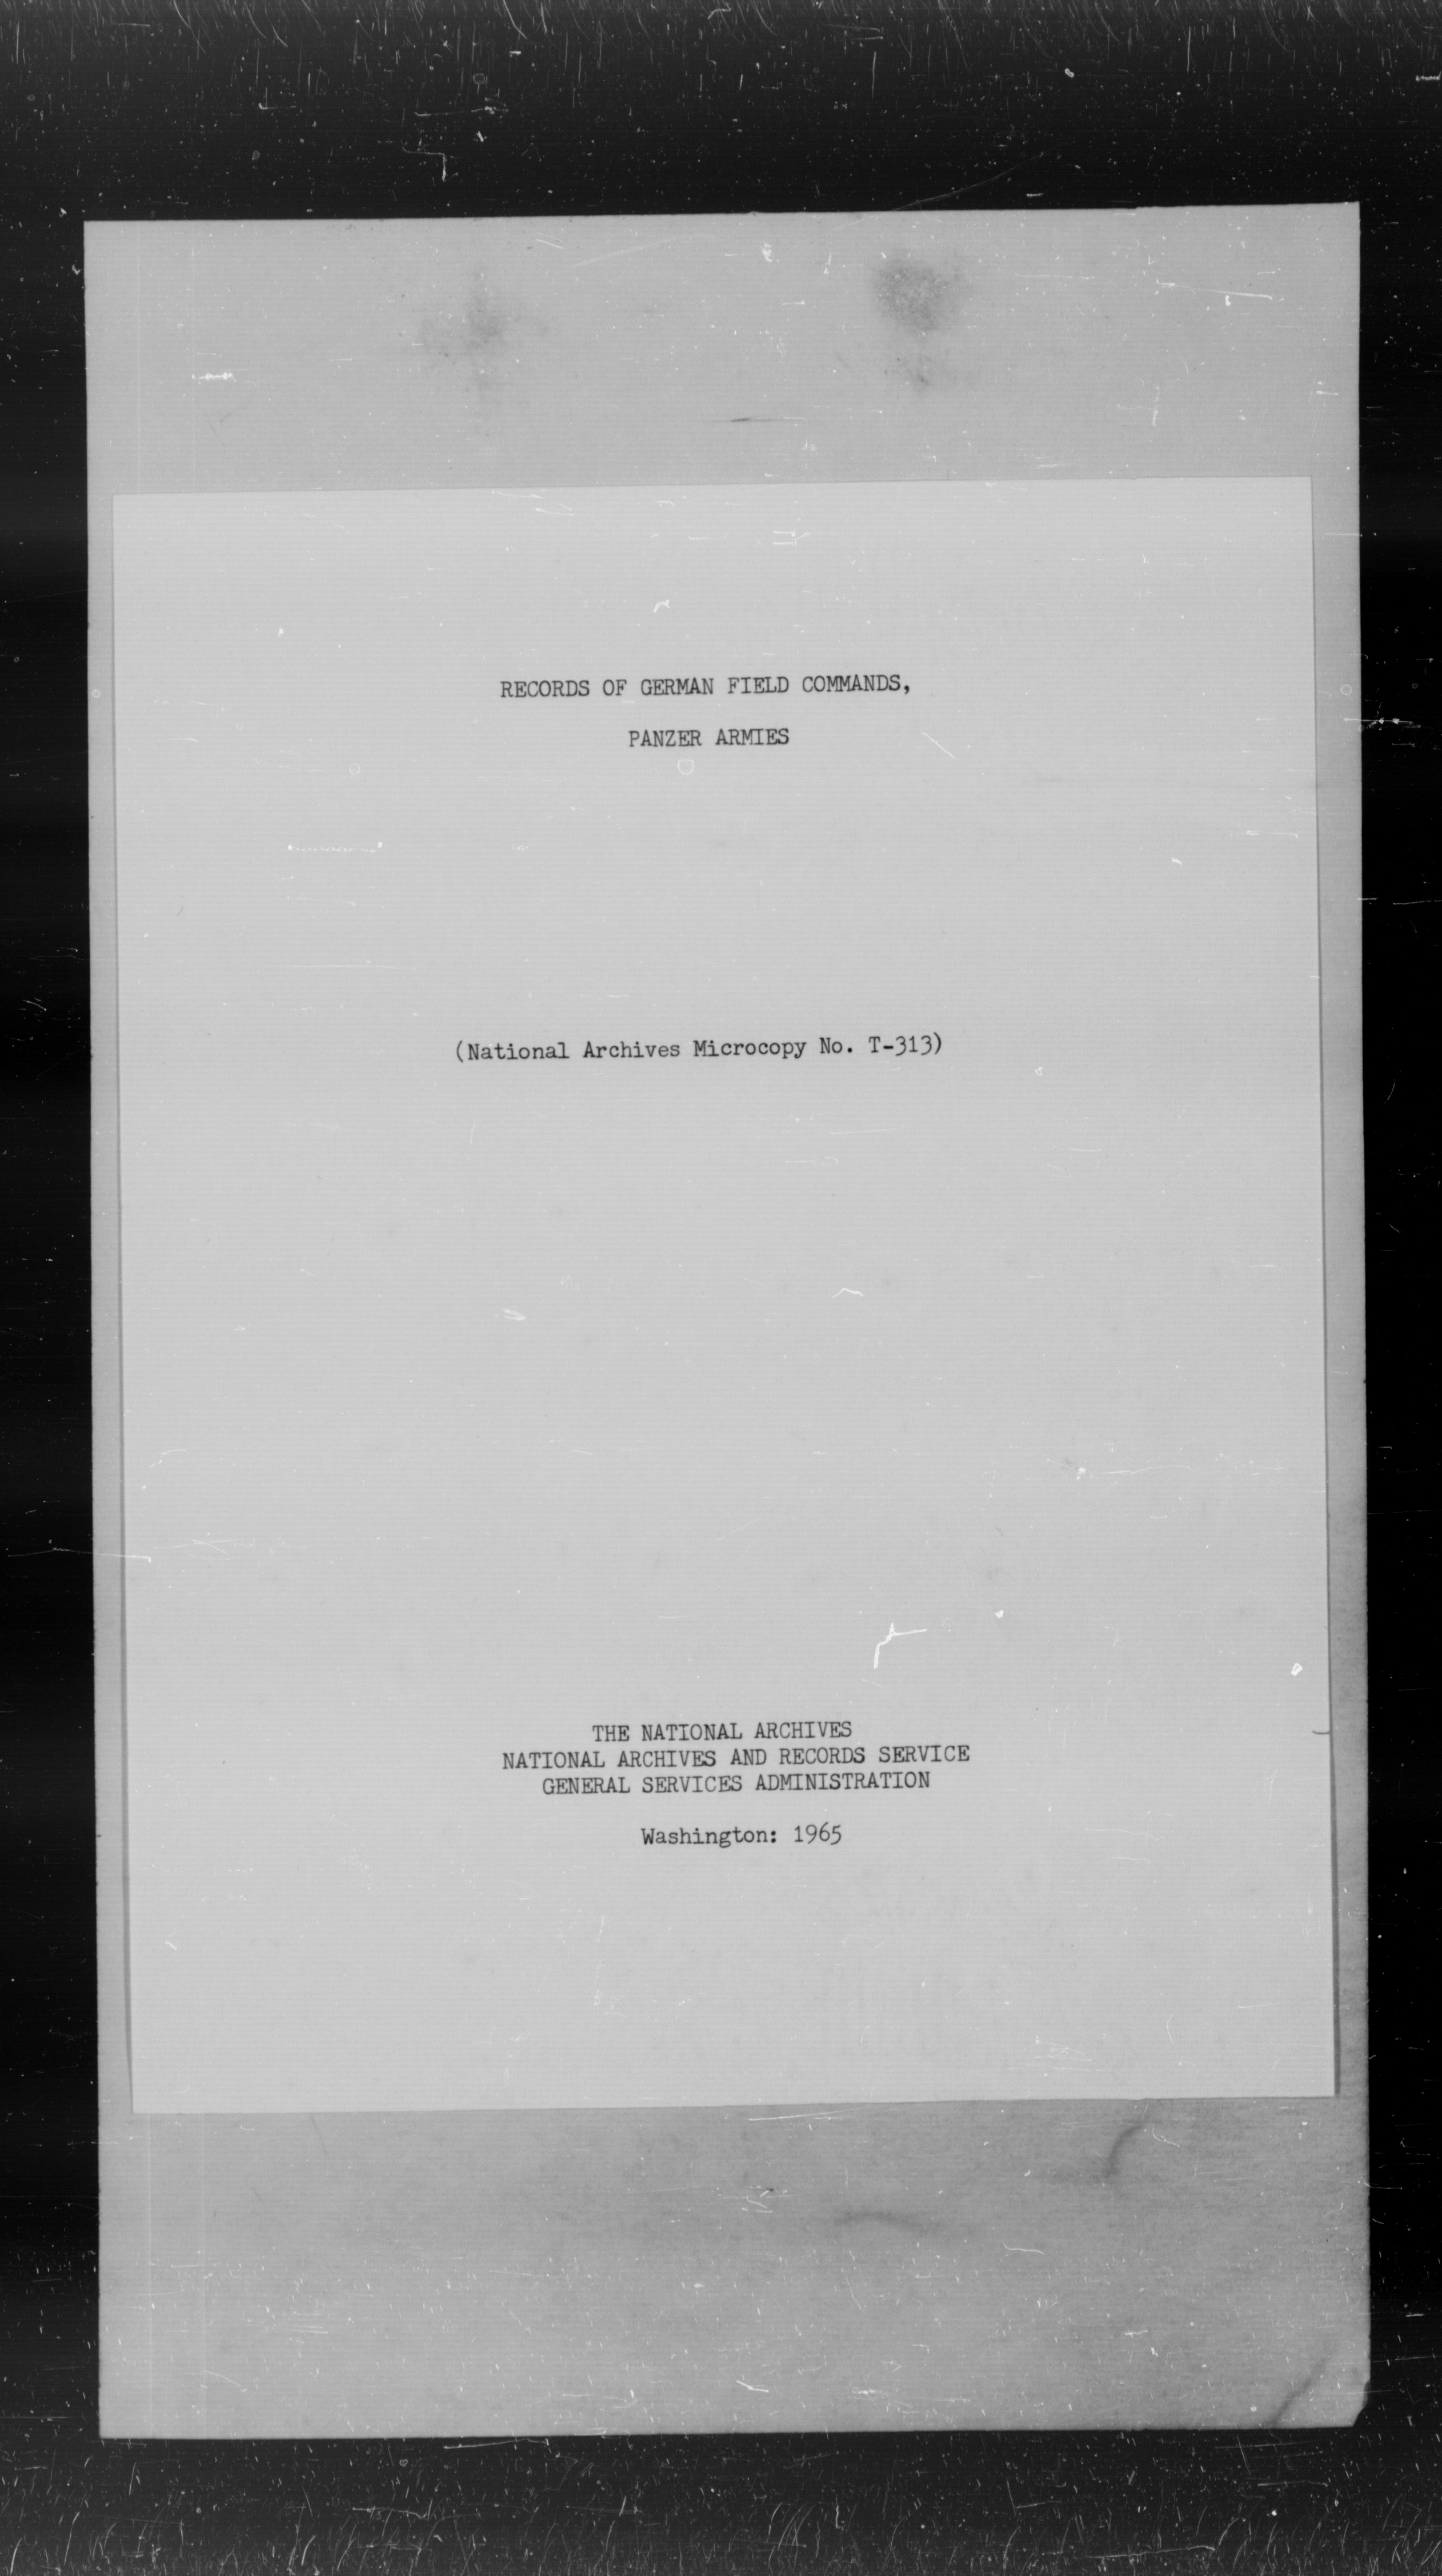 RECORDS OF GERMAN FIELD COMMANDS,
PANZER ARMIES
(National Archives Microcopy No. T-313)
THE NATIONAL ARCHIVES
NATIONAL ARCHIVES AND RECORDS SERVICE
GENERAL SERVICES ADMINISTRATION
Washington: 1965